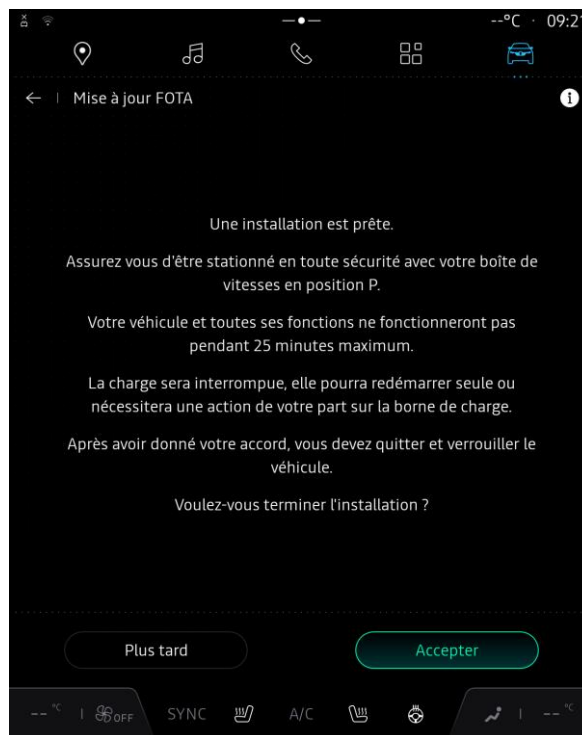 --°C · 09:21
Mise à jour FOTA
Une installation est prête.
Assurez vous d'être stationné en toute sécurité avec votre boîte de
vitesses en position P.
Votre véhicule et toutes ses fonctions ne fonctionneront pas
pendant 25 minutes maximum.
La charge sera interrompue, elle pourra redémarrer seule ou
nécessitera une action de votre part sur la borne de charge.
Après avoir donné votre accord, vous devez quitter et verrouiller le
véhicule.
Voulez-vous terminer l'installation ?
Plus tard
Accepter
-- °C OFF SYNC A/C -- °C